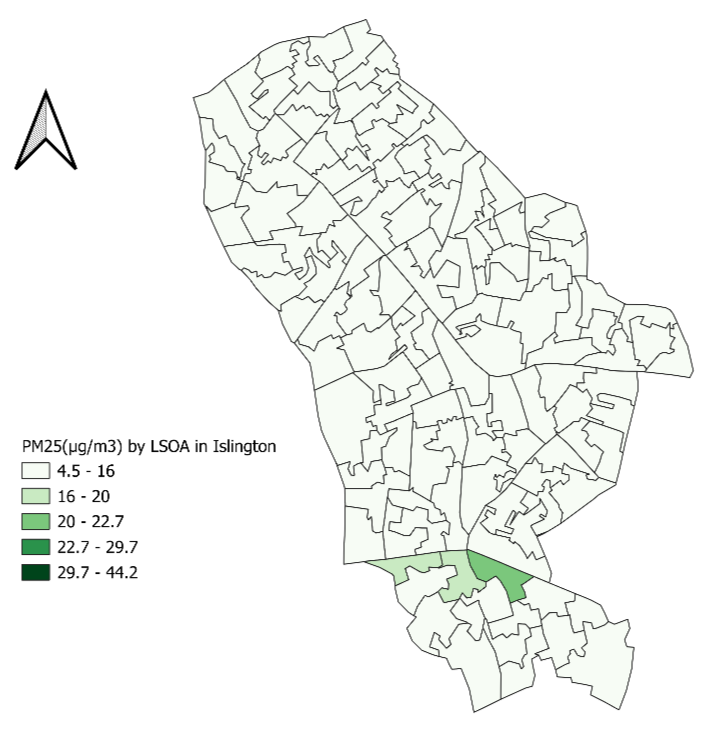 PM25(µg/m3) by LSOA in Islington
4.5 - 16
16 - 20
20 - 22.7
22.7 - 29.7
29.7 - 44.2